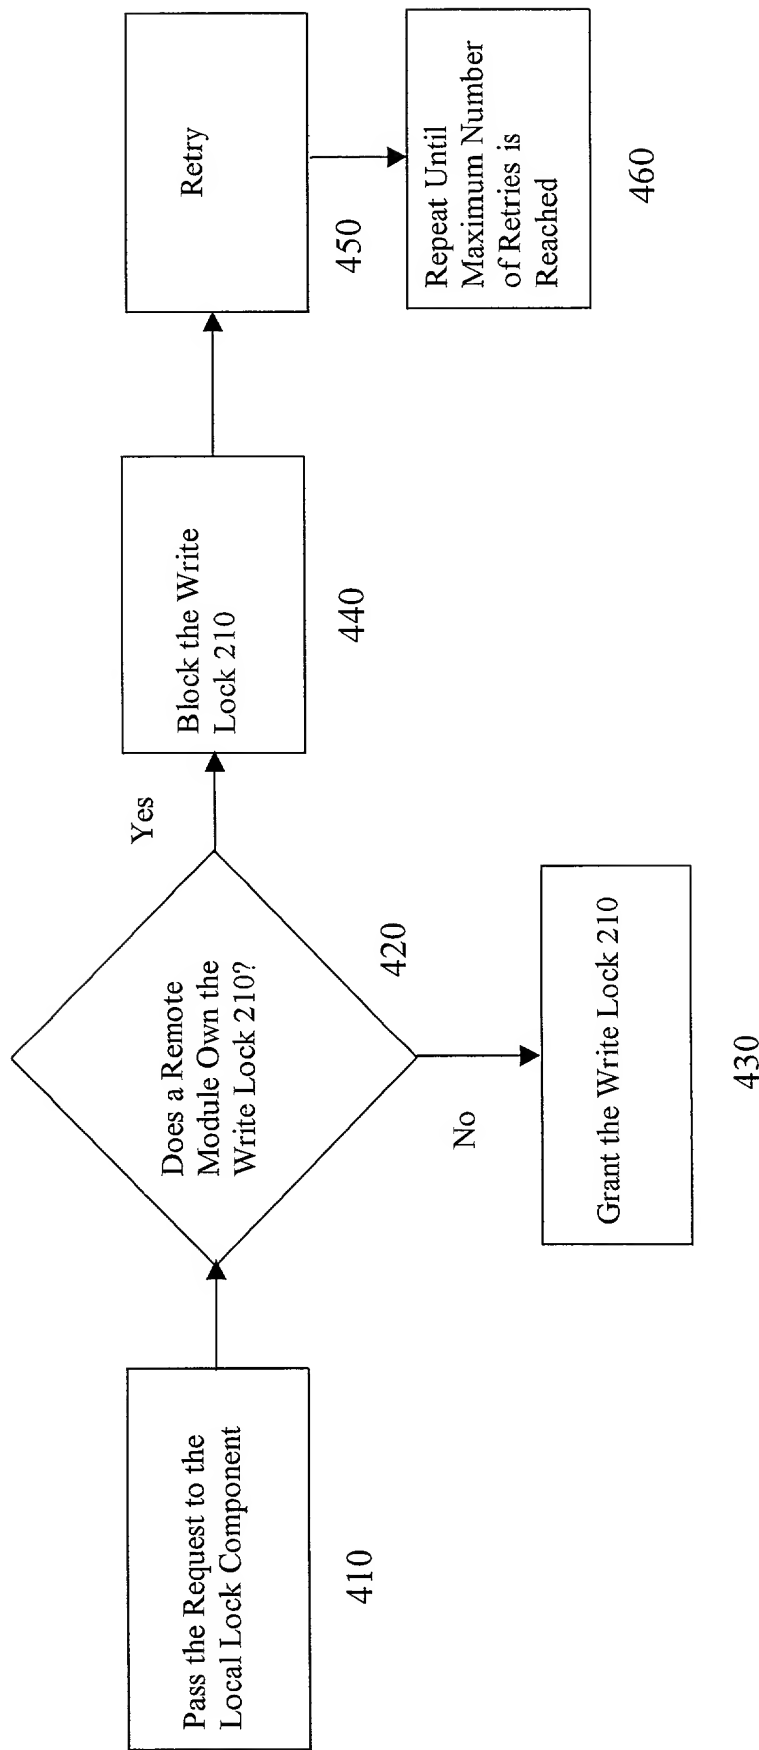 Pass the Request to the
Local Lock Component
410
Does a Remote
Module Own the
Write Lock 210?
420
No
Grant the Write Lock 210
430
Yes
Block the Write
Lock 210
440
Retry
450
Repeat Until
Maximum Number
of Retries is
Reached
460